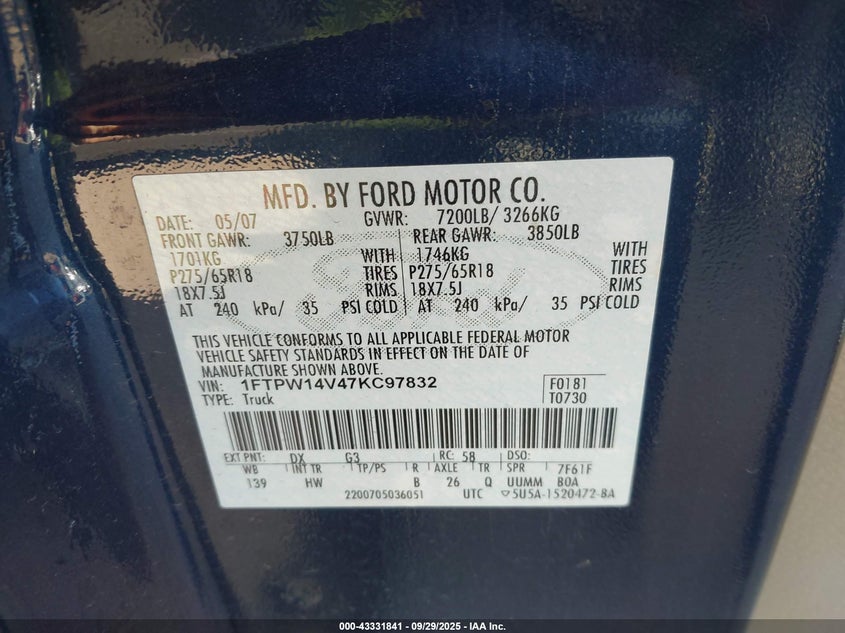 MFD. BY FORD MOTOR CO.
DATE: 05/07 GVWR: 7200LB/ 3266KG
FRONT GAWR: 3750LB REAR GAWR: 3850LB
1701KG WITH 1746KG WITH
P275/65R18 TIRES P275/65R18 TIRES
18X7.5J RIMS 18X7.5J RIMS
AT 240 kPa/ 35 PSI COLD AT 240 kPa/ 35 PSI COLD
Ford
THIS VEHICLE CONFORMS TO ALL APPLICABLE FEDERAL MOTOR
VEHICLE SAFETY STANDARDS IN EFFECT ON THE DATE OF
MANUFACTURE SHOWN ABOVE.
VIN: 1FTPW14V47KC97832 F0181
TYPE: Truck T0730
EXT PNT: DX G3 RC: 58 DSO:
WB INT TR TP/PS R AXLE TR SPR 7F61F
139 HW B 26 Q UUMM BOA
2200705036051 UTC ▽5U5A-1520472-BA
000-43331841 - 09/29/2025 - IAA Inc.